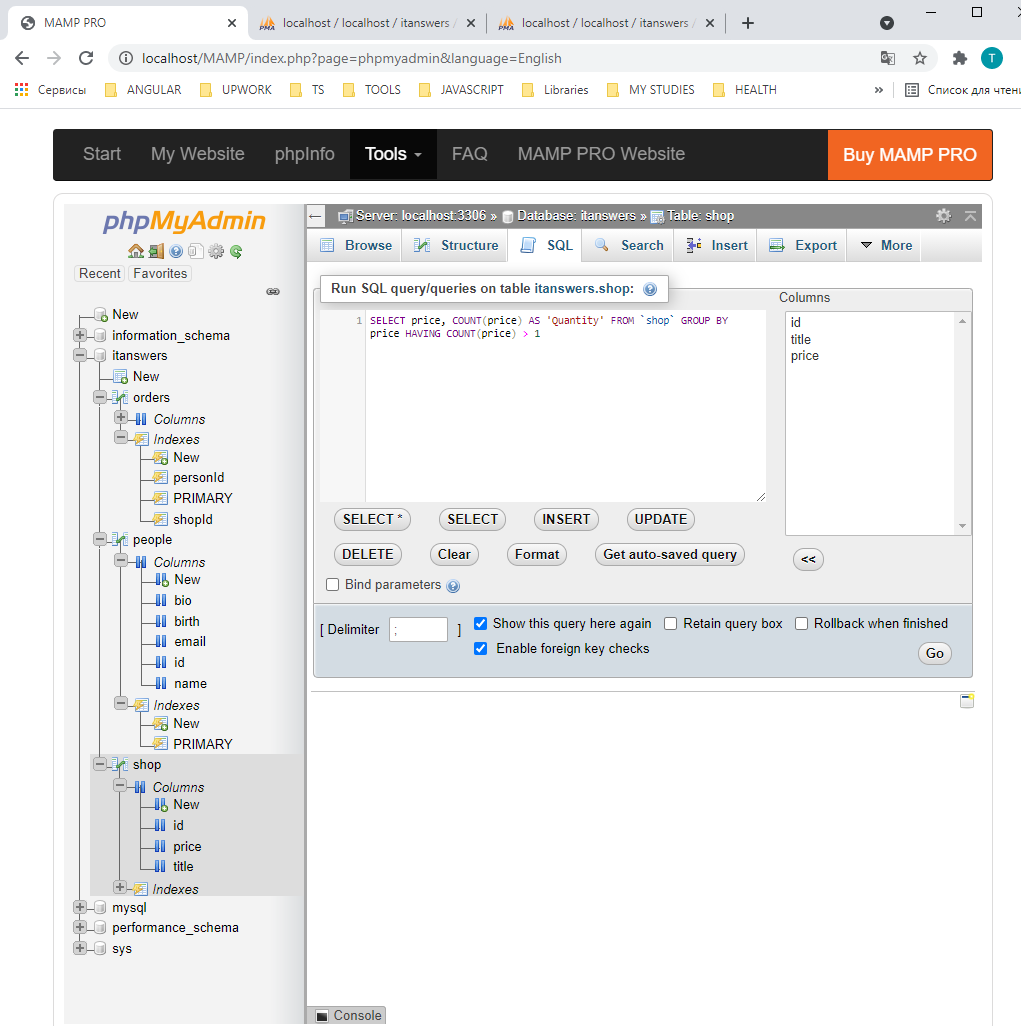 MAMP PRO
localhost / localhost / itanswers /
localhost / localhost / itanswers /
localhost/MAMP/index.php?page=phpmyadmin&language=English
T
Сервисы
ANGULAR
UPWORK
TS
TOOLS
JAVASCRIPT
Libraries
MY STUDIES
HEALTH
»
Список для чтени
Start
My Website
phpInfo
Tools
FAQ
MAMP PRO Website
Buy MAMP PRO
phpMyAdmin
Recent
Favorites
New
information_schema
itanswers
New
orders
Columns
Indexes
New
personId
PRIMARY
shopId
people
Columns
New
bio
birth
email
id
name
Indexes
New
PRIMARY
shop
Columns
New
id
price
title
Indexes
mysql
performance_schema
sys
Server: localhost:3306 » Database: itanswers » Table: shop
Browse
Structure
SQL
Search
Insert
Export
More
Run SQL query/queries on table itanswers.shop:
1 SELECT price, COUNT(price) AS 'Quantity' FROM `shop` GROUP BY
price HAVING COUNT(price) > 1
Columns
id
title
price
SELECT *
SELECT
INSERT
UPDATE
DELETE
Clear
Format
Get auto-saved query
<<
Bind parameters
[ Delimiter ; ]
Show this query here again
Retain query box
Rollback when finished
Enable foreign key checks
Go
Console